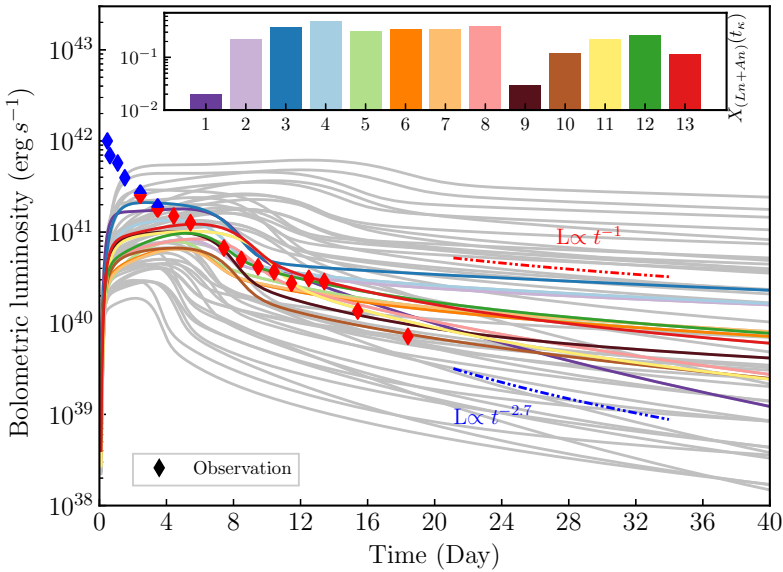 10^43
10^42
10^41
10^40
10^39
10^38
Bolometric luminosity (erg s^−1)
10^−1
10^−2
X_(Ln+An)(t_κ)
1 2 3 4 5 6 7 8 9 10 11 12 13
L∝ t^−1
L∝ t^−2.7
Observation
0 4 8 12 16 20 24 28 32 36 40
Time (Day)